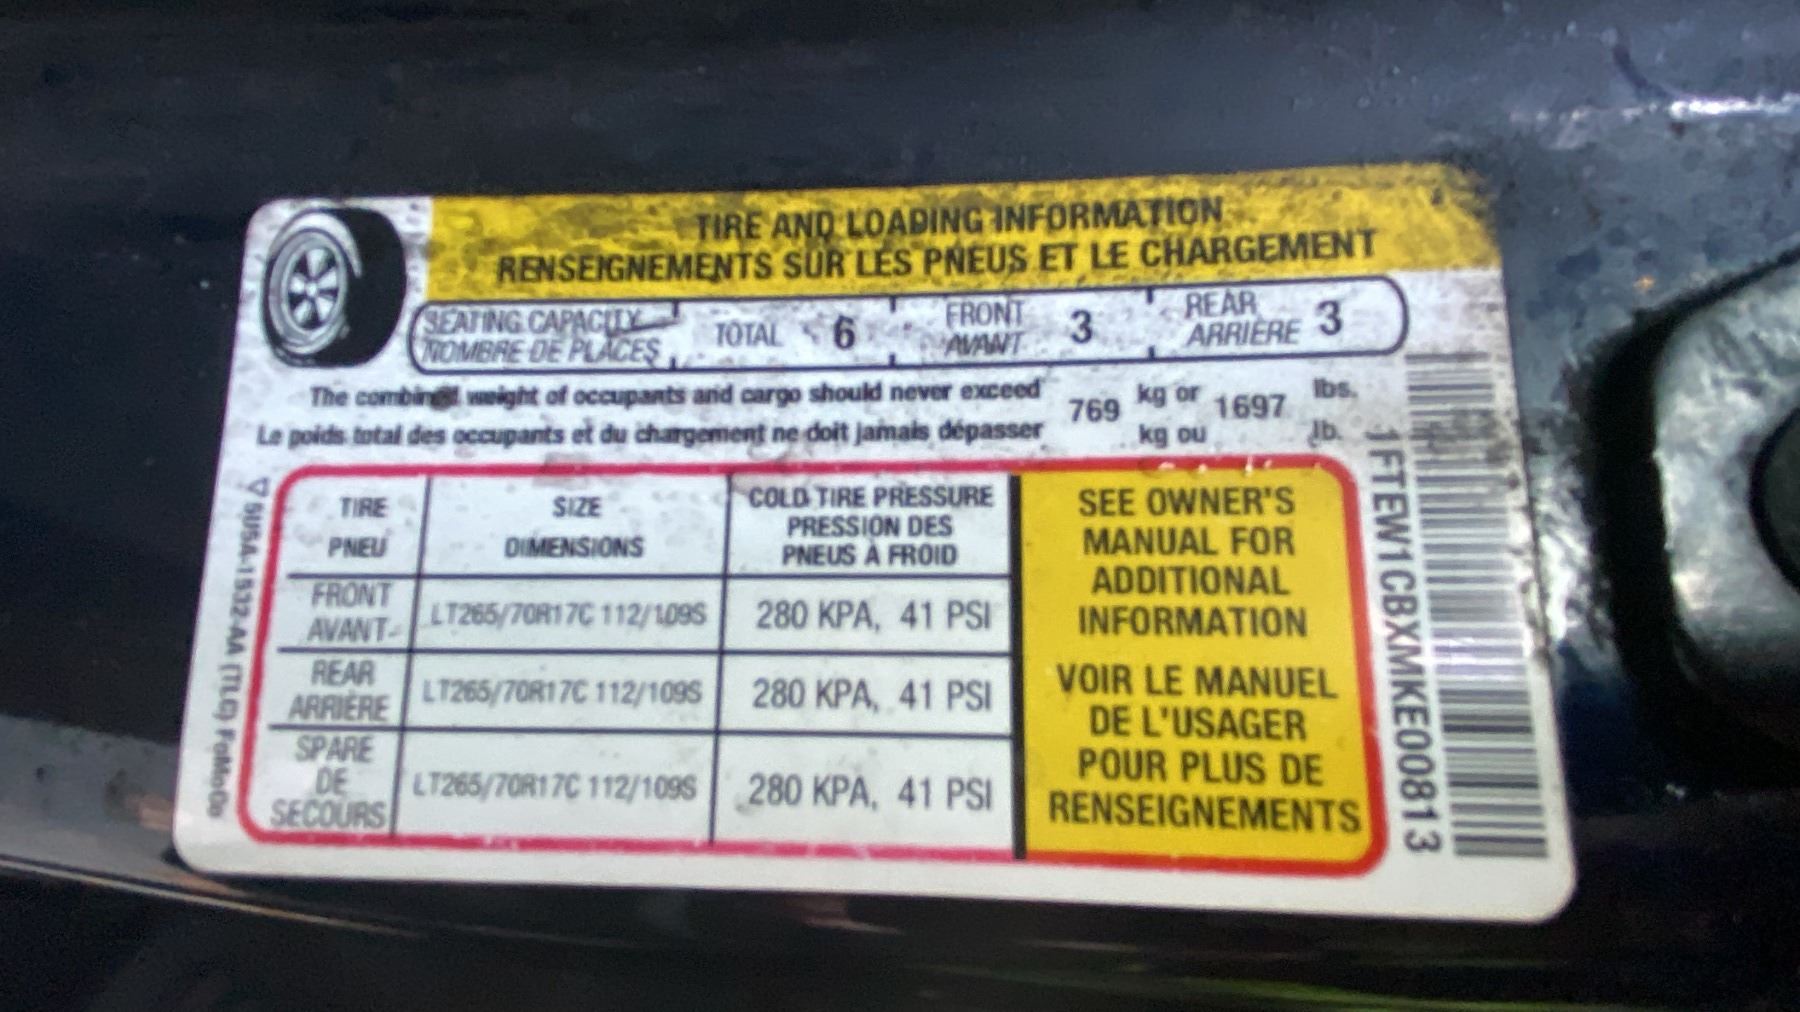 TIRE AND LOADING INFORMATION
RENSEIGNEMENTS SUR LES PNEUS ET LE CHARGEMENT
SEATING CAPACITY TOTAL 6 FRONT 3 REAR 3
NOMBRE DE PLACES AVANT ARRIÈRE
The combined weight of occupants and cargo should never exceed 769 kg or 1697 lbs.
Le poids total des occupants et du chargement ne doit jamais dépasser kg ou lb.
TIRE SIZE COLD TIRE PRESSURE
PNEU DIMENSIONS PRESSION DES
PNEUS À FROID
FRONT
AVANT LT265/70R17C 112/109S 280 KPA, 41 PSI
REAR
ARRIÈRE LT265/70R17C 112/109S 280 KPA, 41 PSI
SPARE
DE
SECOURS LT265/70R17C 112/109S 280 KPA, 41 PSI
SEE OWNER'S
MANUAL FOR
ADDITIONAL
INFORMATION
VOIR LE MANUEL
DE L'USAGER
POUR PLUS DE
RENSEIGNEMENTS
1FTEW1CBXMKE00813
5U5A-1532-AA (TLC) FoMoCo